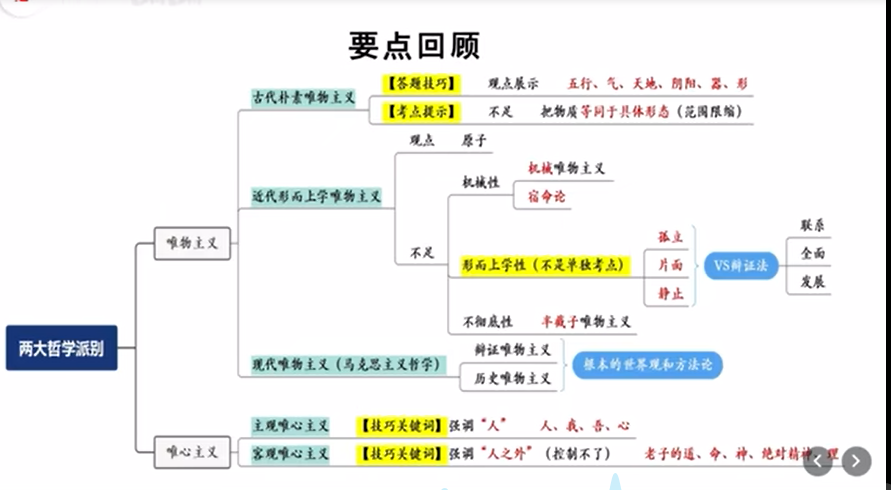 要点回顾
两大哲学派别
唯物主义
古代朴素唯物主义
【答题技巧】 观点展示 五行、气、天地、阴阳、器、形
【考点提示】 不足 把物质等同于具体形态（范围限缩）
近代形而上学唯物主义
观点 原子
不足
机械性
机械唯物主义
宿命论
形而上学性（不是单独考点）
孤立
片面
静止
VS辩证法
联系
全面
发展
不彻底性 半截子唯物主义
现代唯物主义（马克思主义哲学）
辩证唯物主义
历史唯物主义
根本的世界观和方法论
唯心主义
主观唯心主义 【技巧关键词】强调“人” 人、我、吾、心
客观唯心主义 【技巧关键词】强调“人之外”（控制不了） 老子的道、命、神、绝对精神、理